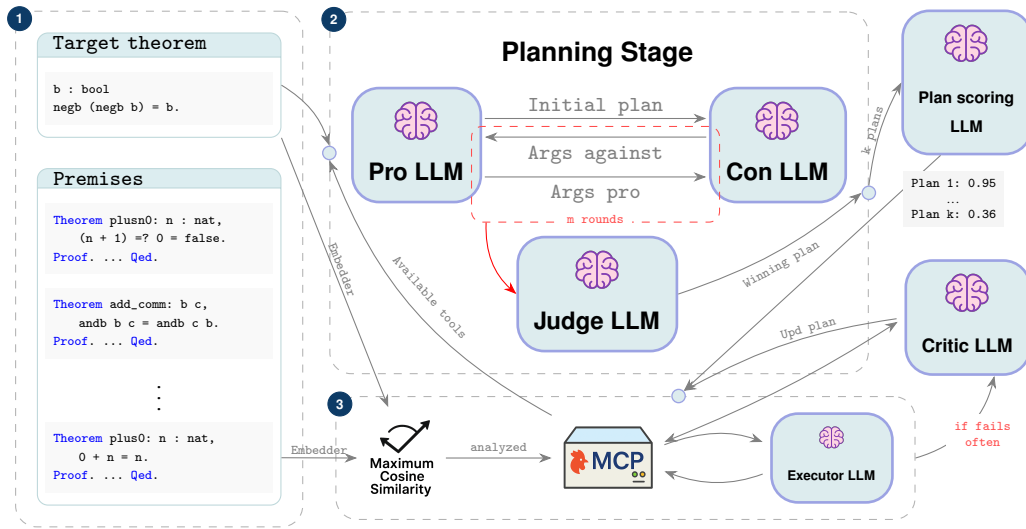 1
Target theorem
b : bool
negb (negb b) = b.
Premises
Theorem plusn0: n : nat,
(n + 1) =? 0 = false.
Proof. ... Qed.
Theorem add_comm: b c,
andb b c = andb c b.
Proof. ... Qed.
Theorem plus0: n : nat,
0 + n = n.
Proof. ... Qed.
Embedder
Embedder
Available tools
2
Planning Stage
Pro LLM
Initial plan
Args against
Args pro
m rounds
Con LLM
Judge LLM
Winning plan
k plans
Plan scoring
LLM
Plan 1: 0.95
...
Plan k: 0.36
Upd plan
Critic LLM
if fails
often
3
Maximum
Cosine
Similarity
analyzed
MCP
Executor LLM